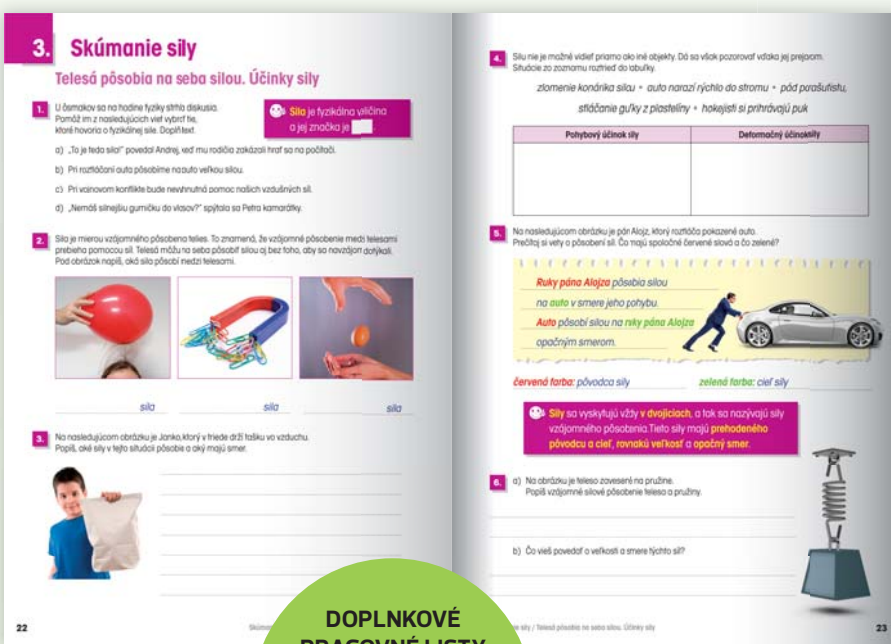 3. Skúmanie sily
Telesá pôsobia na seba silou. Účinky sily
1. U ôsmakov sa na hodine fyziky strhla diskusia.
Pomôž im z nasledujúcich viet vybrať tie,
ktoré hovoria o fyzikálnej sile. Doplň text.
Sila je fyzikálna veličina
a jej značka je
a) „To je teda sila!" povedal Andrej, keď mu rodičia zakázali hrať sa na počítači.
b) Pri roztláčaní auta pôsobíme na auto veľkou silou.
c) Pri vojnovom konflikte bude nevyhnutná pomoc našich vzdušných síl.
d) „Nemáš silnejšiu gumičku do vlasov?" spýtala sa Petra kamarátky.
2. Sila je mierou vzájomného pôsobenia telies. To znamená, že vzájomné pôsobenie medzi telesami
prebieha pomocou síl. Telesá môžu na seba pôsobiť silou aj bez toho, aby sa navzájom dotýkali.
Pod obrázok napíš, aká sila pôsobí medzi telesami.
sila sila sila
3. Na nasledujúcom obrázku je Janko, ktorý v triede drží tašku vo vzduchu.
Popíš, aké sily v tejto situácii pôsobia a aký majú smer.
22
4. Silu nie je možné vidieť priamo ako iné objekty. Dá sa však pozorovať vďaka jej prejavom.
Situácie zo zoznamu roztrieď do tabuľky.
zlomenie konárika silou • auto narazí rýchlo do stromu • pád parašutistu,
stláčanie guľky z plastelíny • hokejisti si prihrávajú puk
Pohybový účinok sily Deformačný účinok sily
5. Na nasledujúcom obrázku je pán Alojz, ktorý roztláča pokazené auto.
Prečítaj si vety o pôsobení síl. Čo majú spoločné červené slová a čo zelené?
Ruky pána Alojza pôsobia silou
na auto v smere jeho pohybu.
Auto pôsobí silou na ruky pána Alojza
opačným smerom.
červená farba: pôvodca sily zelená farba: cieľ sily
Sily sa vyskytujú vždy v dvojiciach, a tak sa nazývajú sily
vzájomného pôsobenia. Tieto sily majú prehodeného
pôvodcu a cieľ, rovnakú veľkosť a opačný smer.
6. a) Na obrázku je teleso zavesené na pružine.
Popíš vzájomné silové pôsobenie telesa a pružiny.
b) Čo vieš povedať o veľkosti a smere týchto síl?
sily / Telesá pôsobia na seba silou. Účinky sily
23
DOPLNKOVÉ
PRACOVNÉ LISTY